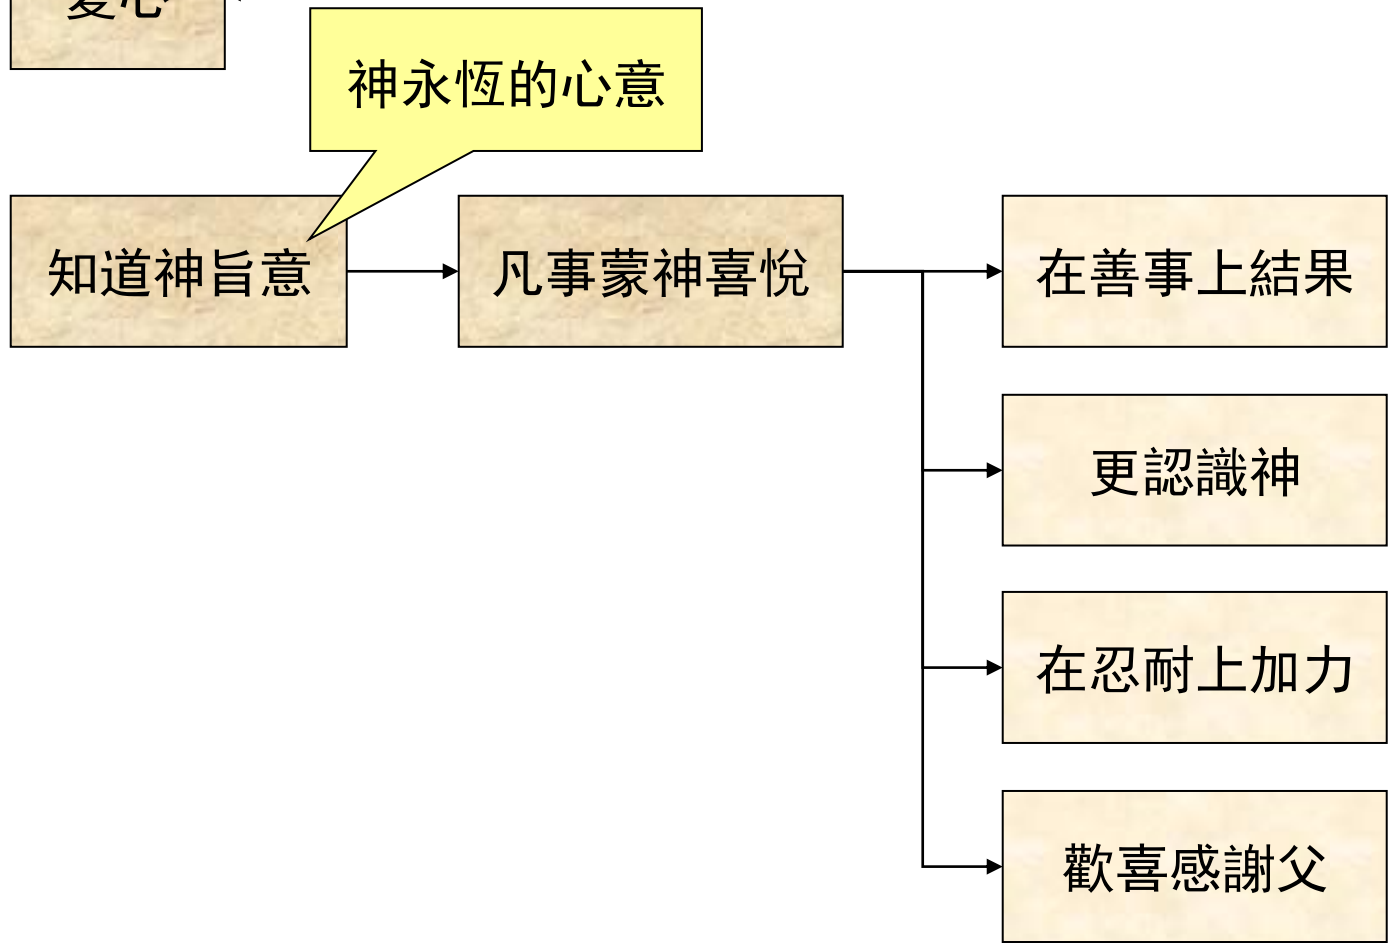 愛心
神永恆的心意
知道神旨意
凡事蒙神喜悅
在善事上結果
更認識神
在忍耐上加力
歡喜感謝父